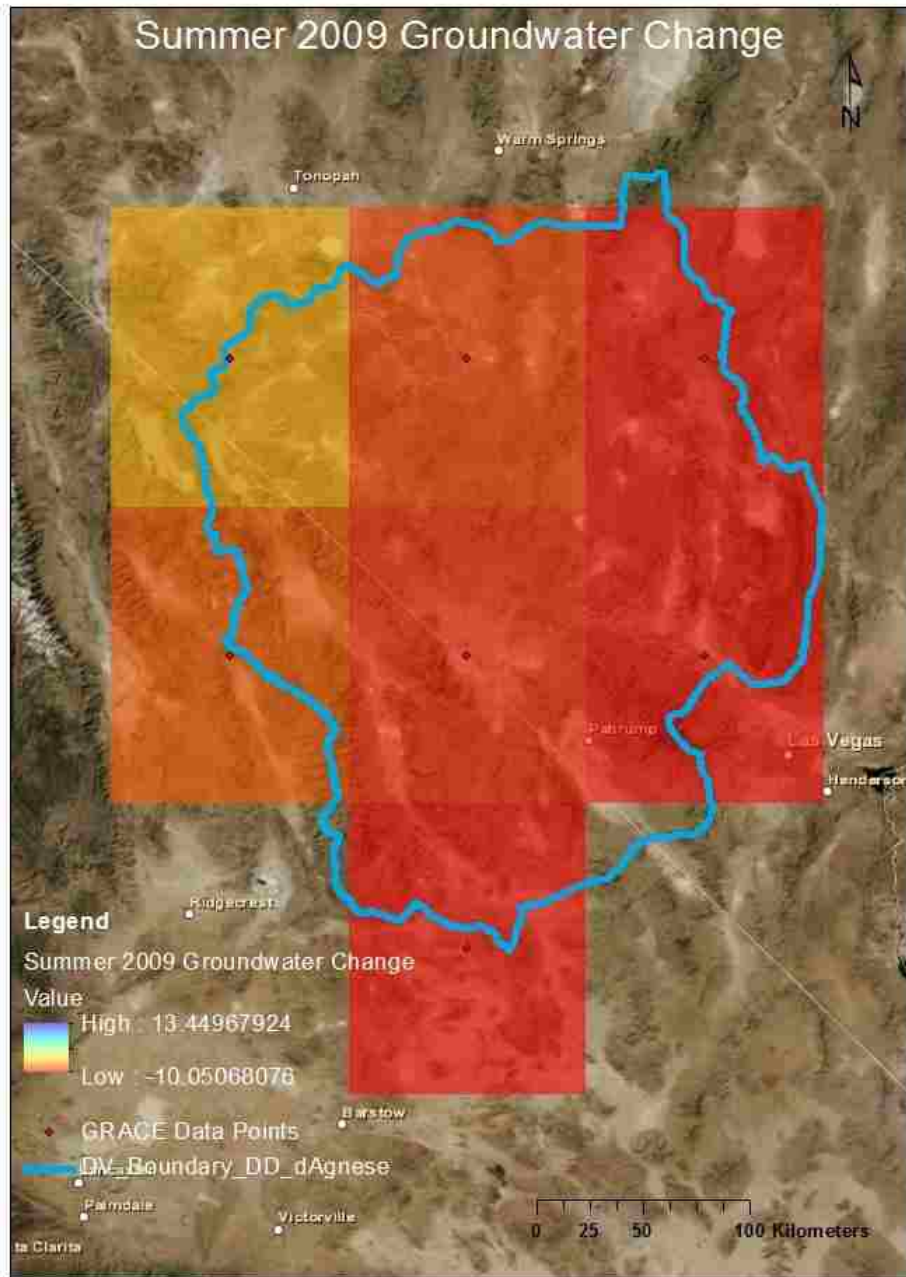 Summer 2009 Groundwater Change
N
Warm Springs
Tonopah
Pahrump
Las Vegas
Henderson
Ridgecrest
Legend
Summer 2009 Groundwater Change
Value
High : 13.44967924
Low : -10.05068076
GRACE Data Points
DV_Boundary_DD_dAgnese
Barstow
Palmdale
Victorville
ta Clarita
0 25 50 100 Kilometers